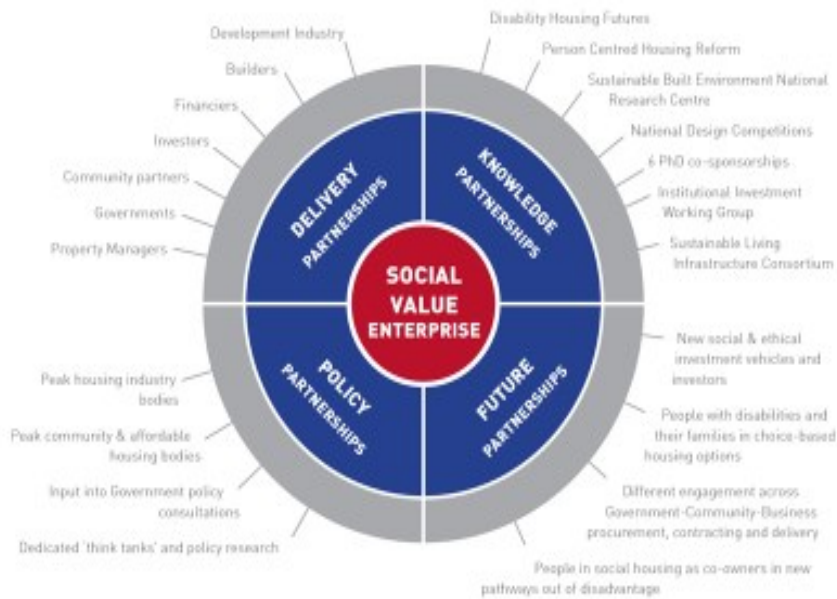 Development Industry
Builders
Financiers
Investors
Community partners
Governments
Property Managers
Disability Housing Futures
Person Centred Housing Reform
Sustainable Built Environment National
Research Centre
National Design Competitions
6 PhD co-sponsorships
Institutional Investment
Working Group
Sustainable Living
Infrastructure Consortium
DELIVERY
PARTNERSHIPS
KNOWLEDGE
PARTNERSHIPS
SOCIAL
VALUE
ENTERPRISE
POLICY
PARTNERSHIPS
FUTURE
PARTNERSHIPS
Peak housing industry
bodies
Peak community & affordable
housing bodies
Input into Government policy
consultations
Dedicated 'think tanks' and policy research
New social & ethical
investment vehicles and
investors
People with disabilities and
their families in choice-based
housing options
Different engagement across
Government-Community-Business
procurement, contracting and delivery
People in social housing as co-owners in new
pathways out of disadvantage